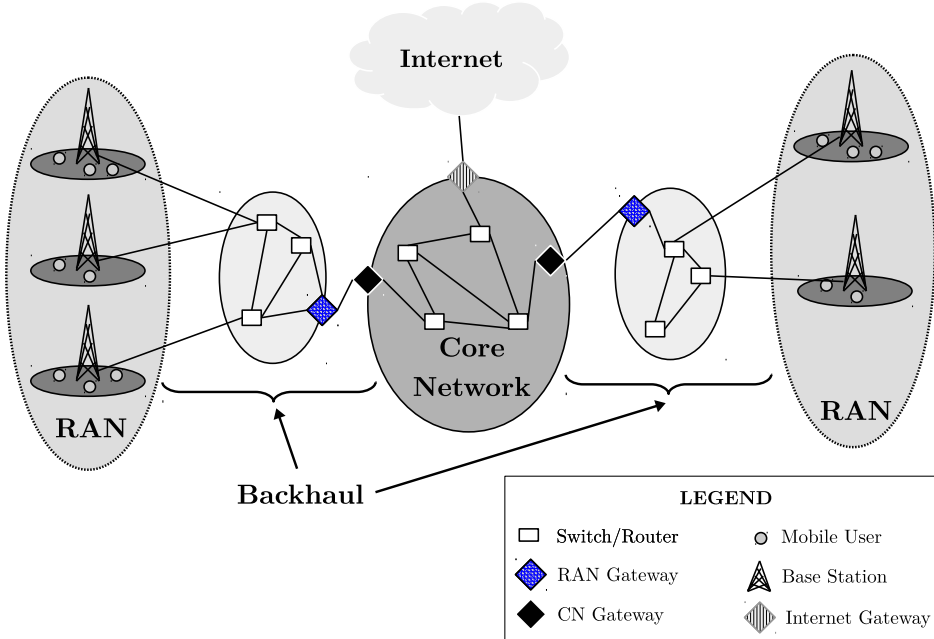 Internet
Core
Network
RAN
RAN
Backhaul
LEGEND
Switch/Router
Mobile User
RAN Gateway
Base Station
CN Gateway
Internet Gateway